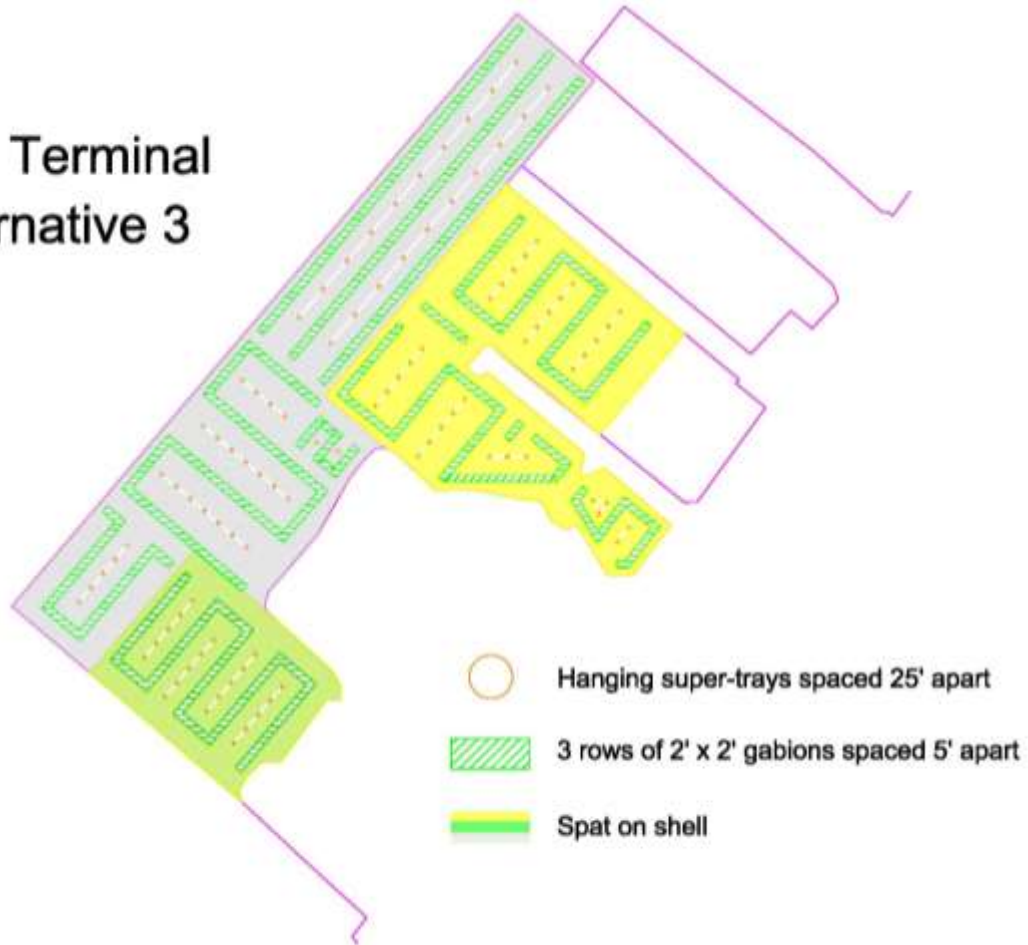 Terminal
rnative 3
Hanging super-trays spaced 25' apart
3 rows of 2' x 2' gabions spaced 5' apart
Spat on shell